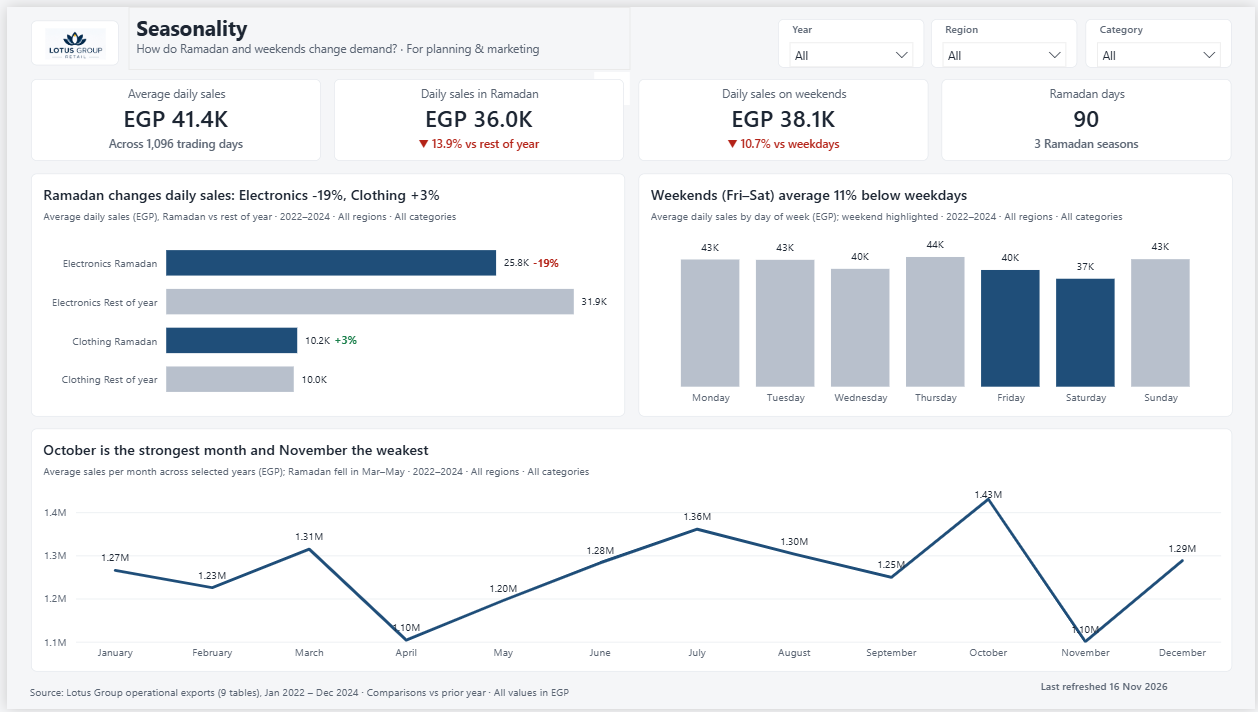 LOTUS GROUP
RETAIL
Seasonality
How do Ramadan and weekends change demand? · For planning & marketing
Year
All
Region
All
Category
All
Average daily sales
EGP 41.4K
Across 1,096 trading days
Daily sales in Ramadan
EGP 36.0K
▼ 13.9% vs rest of year
Daily sales on weekends
EGP 38.1K
▼ 10.7% vs weekdays
Ramadan days
90
3 Ramadan seasons
Ramadan changes daily sales: Electronics -19%, Clothing +3%
Average daily sales (EGP), Ramadan vs rest of year · 2022–2024 · All regions · All categories
Electronics Ramadan 25.8K -19%
Electronics Rest of year 31.9K
Clothing Ramadan 10.2K +3%
Clothing Rest of year 10.0K
Weekends (Fri–Sat) average 11% below weekdays
Average daily sales by day of week (EGP); weekend highlighted · 2022–2024 · All regions · All categories
43K 43K 40K 44K 40K 37K 43K
Monday Tuesday Wednesday Thursday Friday Saturday Sunday
October is the strongest month and November the weakest
Average sales per month across selected years (EGP); Ramadan fell in Mar–May · 2022–2024 · All regions · All categories
1.4M
1.3M
1.2M
1.1M
1.27M 1.23M 1.31M 1.10M 1.20M 1.28M 1.36M 1.30M 1.25M 1.43M 1.10M 1.29M
January February March April May June July August September October November December
Source: Lotus Group operational exports (9 tables), Jan 2022 – Dec 2024 · Comparisons vs prior year · All values in EGP
Last refreshed 16 Nov 2026